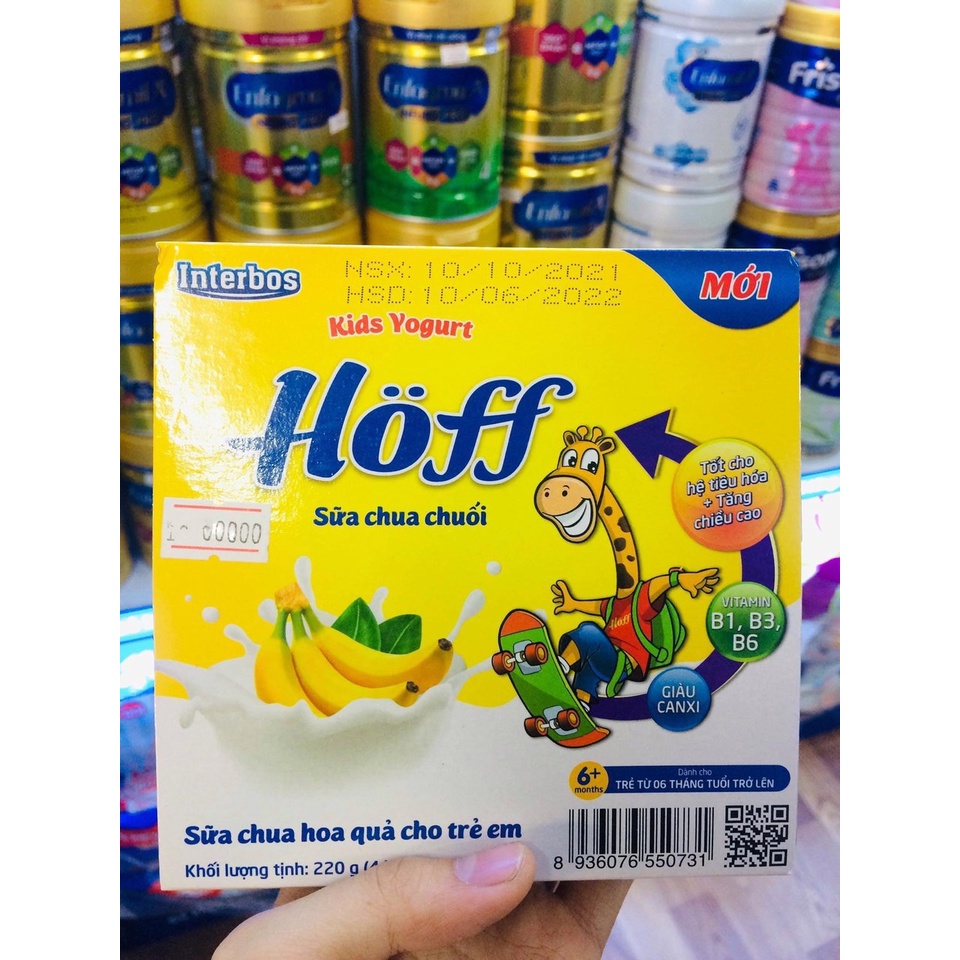 Enfagrow A+
Enfagrow A+
Frisо
Interbos
NSX: 10/10/2021
HSD: 10/06/2022
MỚI
Kids Yogurt
Höff
Sữa chua chuối
Tốt cho
hệ tiêu hóa
+ Tăng
chiều cao
VITAMIN
B1, B3,
B6
GIÀU
CANXI
Höff
6+
months
Dành cho
TRẺ TỪ 06 THÁNG TUỔI TRỞ LÊN
Sữa chua hoa quả cho trẻ em
Khối lượng tịnh: 220 g (4
8 936076 550731